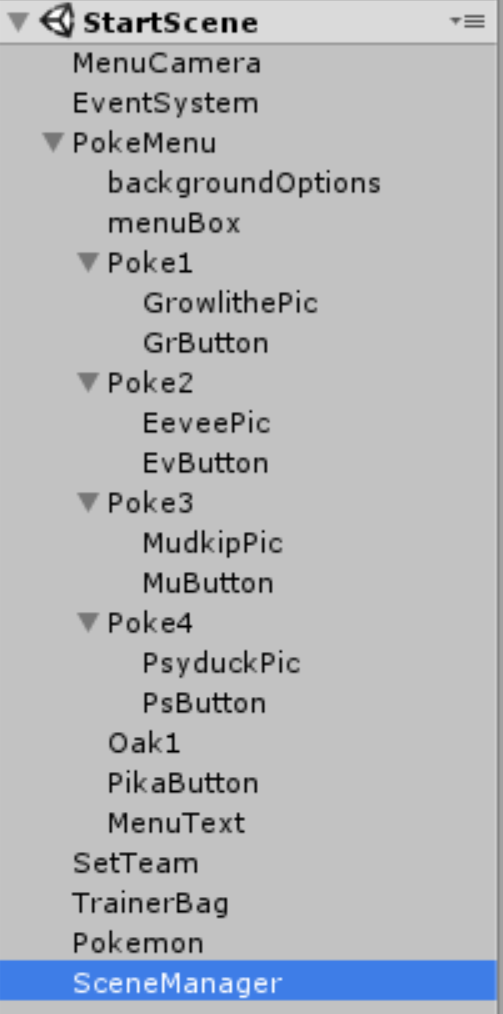 StartScene
MenuCamera
EventSystem
PokeMenu
backgroundOptions
menuBox
Poke1
GrowlithePic
GrButton
Poke2
EeveePic
EvButton
Poke3
MudkipPic
MuButton
Poke4
PsyduckPic
PsButton
Oak1
PikaButton
MenuText
SetTeam
TrainerBag
Pokemon
SceneManager